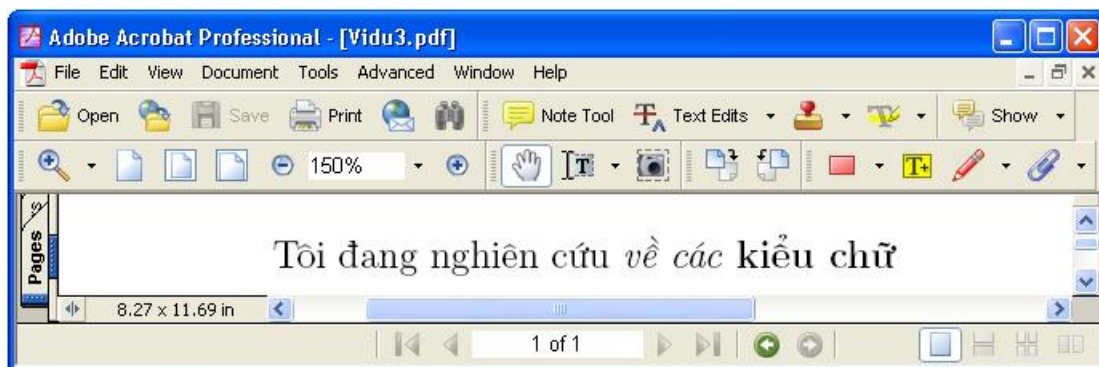 Adobe Acrobat Professional - [Vidu3.pdf]
File Edit View Document Tools Advanced Window Help
Open Save Print Note Tool Text Edits Show
150%
Pages
Tôi đang nghiên cứu về các kiểu chữ
8.27 x 11.69 in
1 of 1